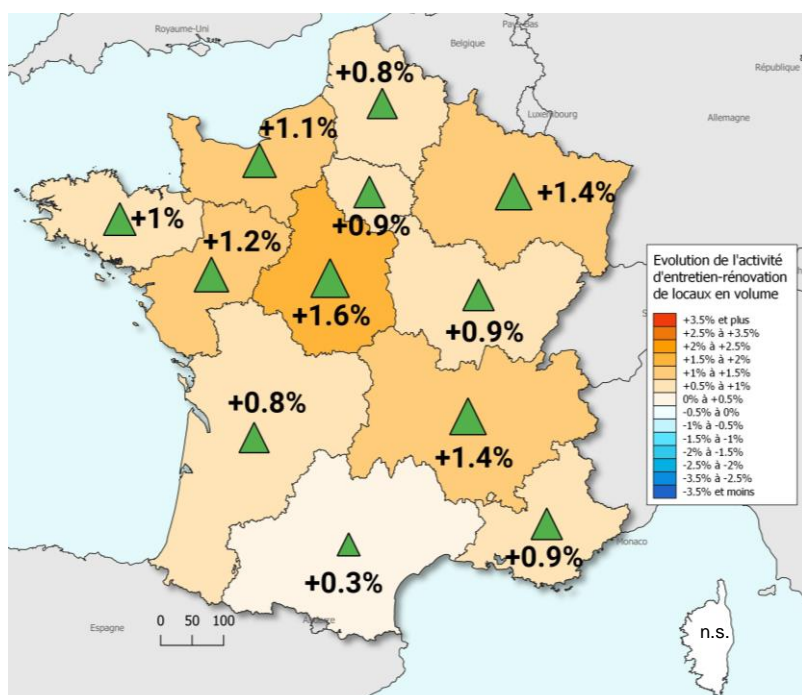 Royaume-Uni
Pays-Bas
Belgique
République
+0.8%
Luxembourg
Allemagne
+1.1%
+1.4%
+1%
+0.9%
+1.2%
Evolution de l'activité
d'entretien-rénovation
de locaux en volume
+3.5% et plus
+2.5% à +3.5%
+2% à +2.5%
+1.5% à +2%
+1% à +1.5%
+0.5% à +1%
0% à +0.5%
-0.5% à 0%
-1% à -0.5%
-1.5% à -1%
-2% à -1.5%
-2.5% à -2%
-3.5% à -2.5%
-3.5% et moins
+1.6%
+0.9%
+0.8%
+1.4%
Monaco
+0.9%
+0.3%
Espagne
0 50 100
n.s.